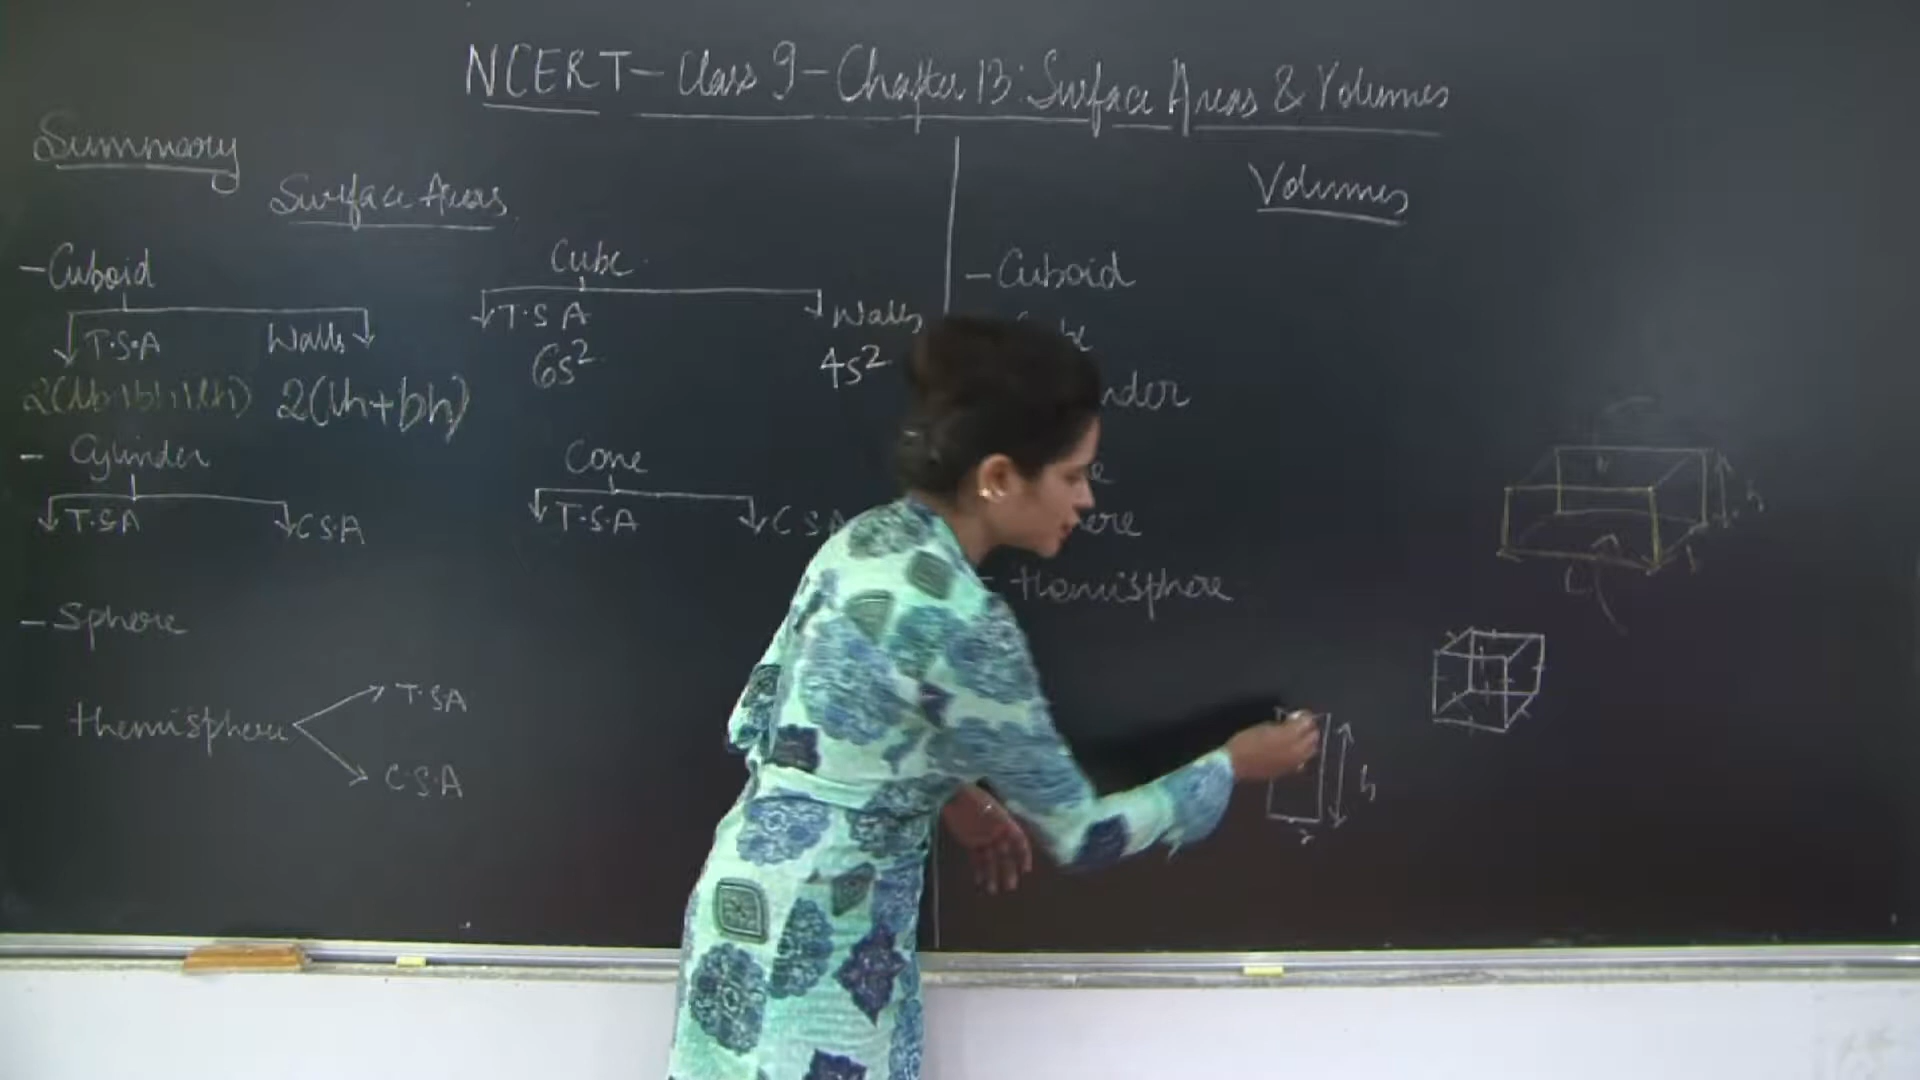 NCERT - Class 9 - Chapter 13: Surface Areas & Volumes
Summary
Surface Areas
- Cuboid
T.S.A Walls
2(lb+bh+lh) 2(lh+bh)
Cube
T.S.A Walls
6s² 4s²
- Cylinder
T.S.A C.S.A
Cone
T.S.A C.S.A
- Sphere
- Hemisphere
T.S.A
C.S.A
Volumes
- Cuboid
- Hemisphere
h
l
h